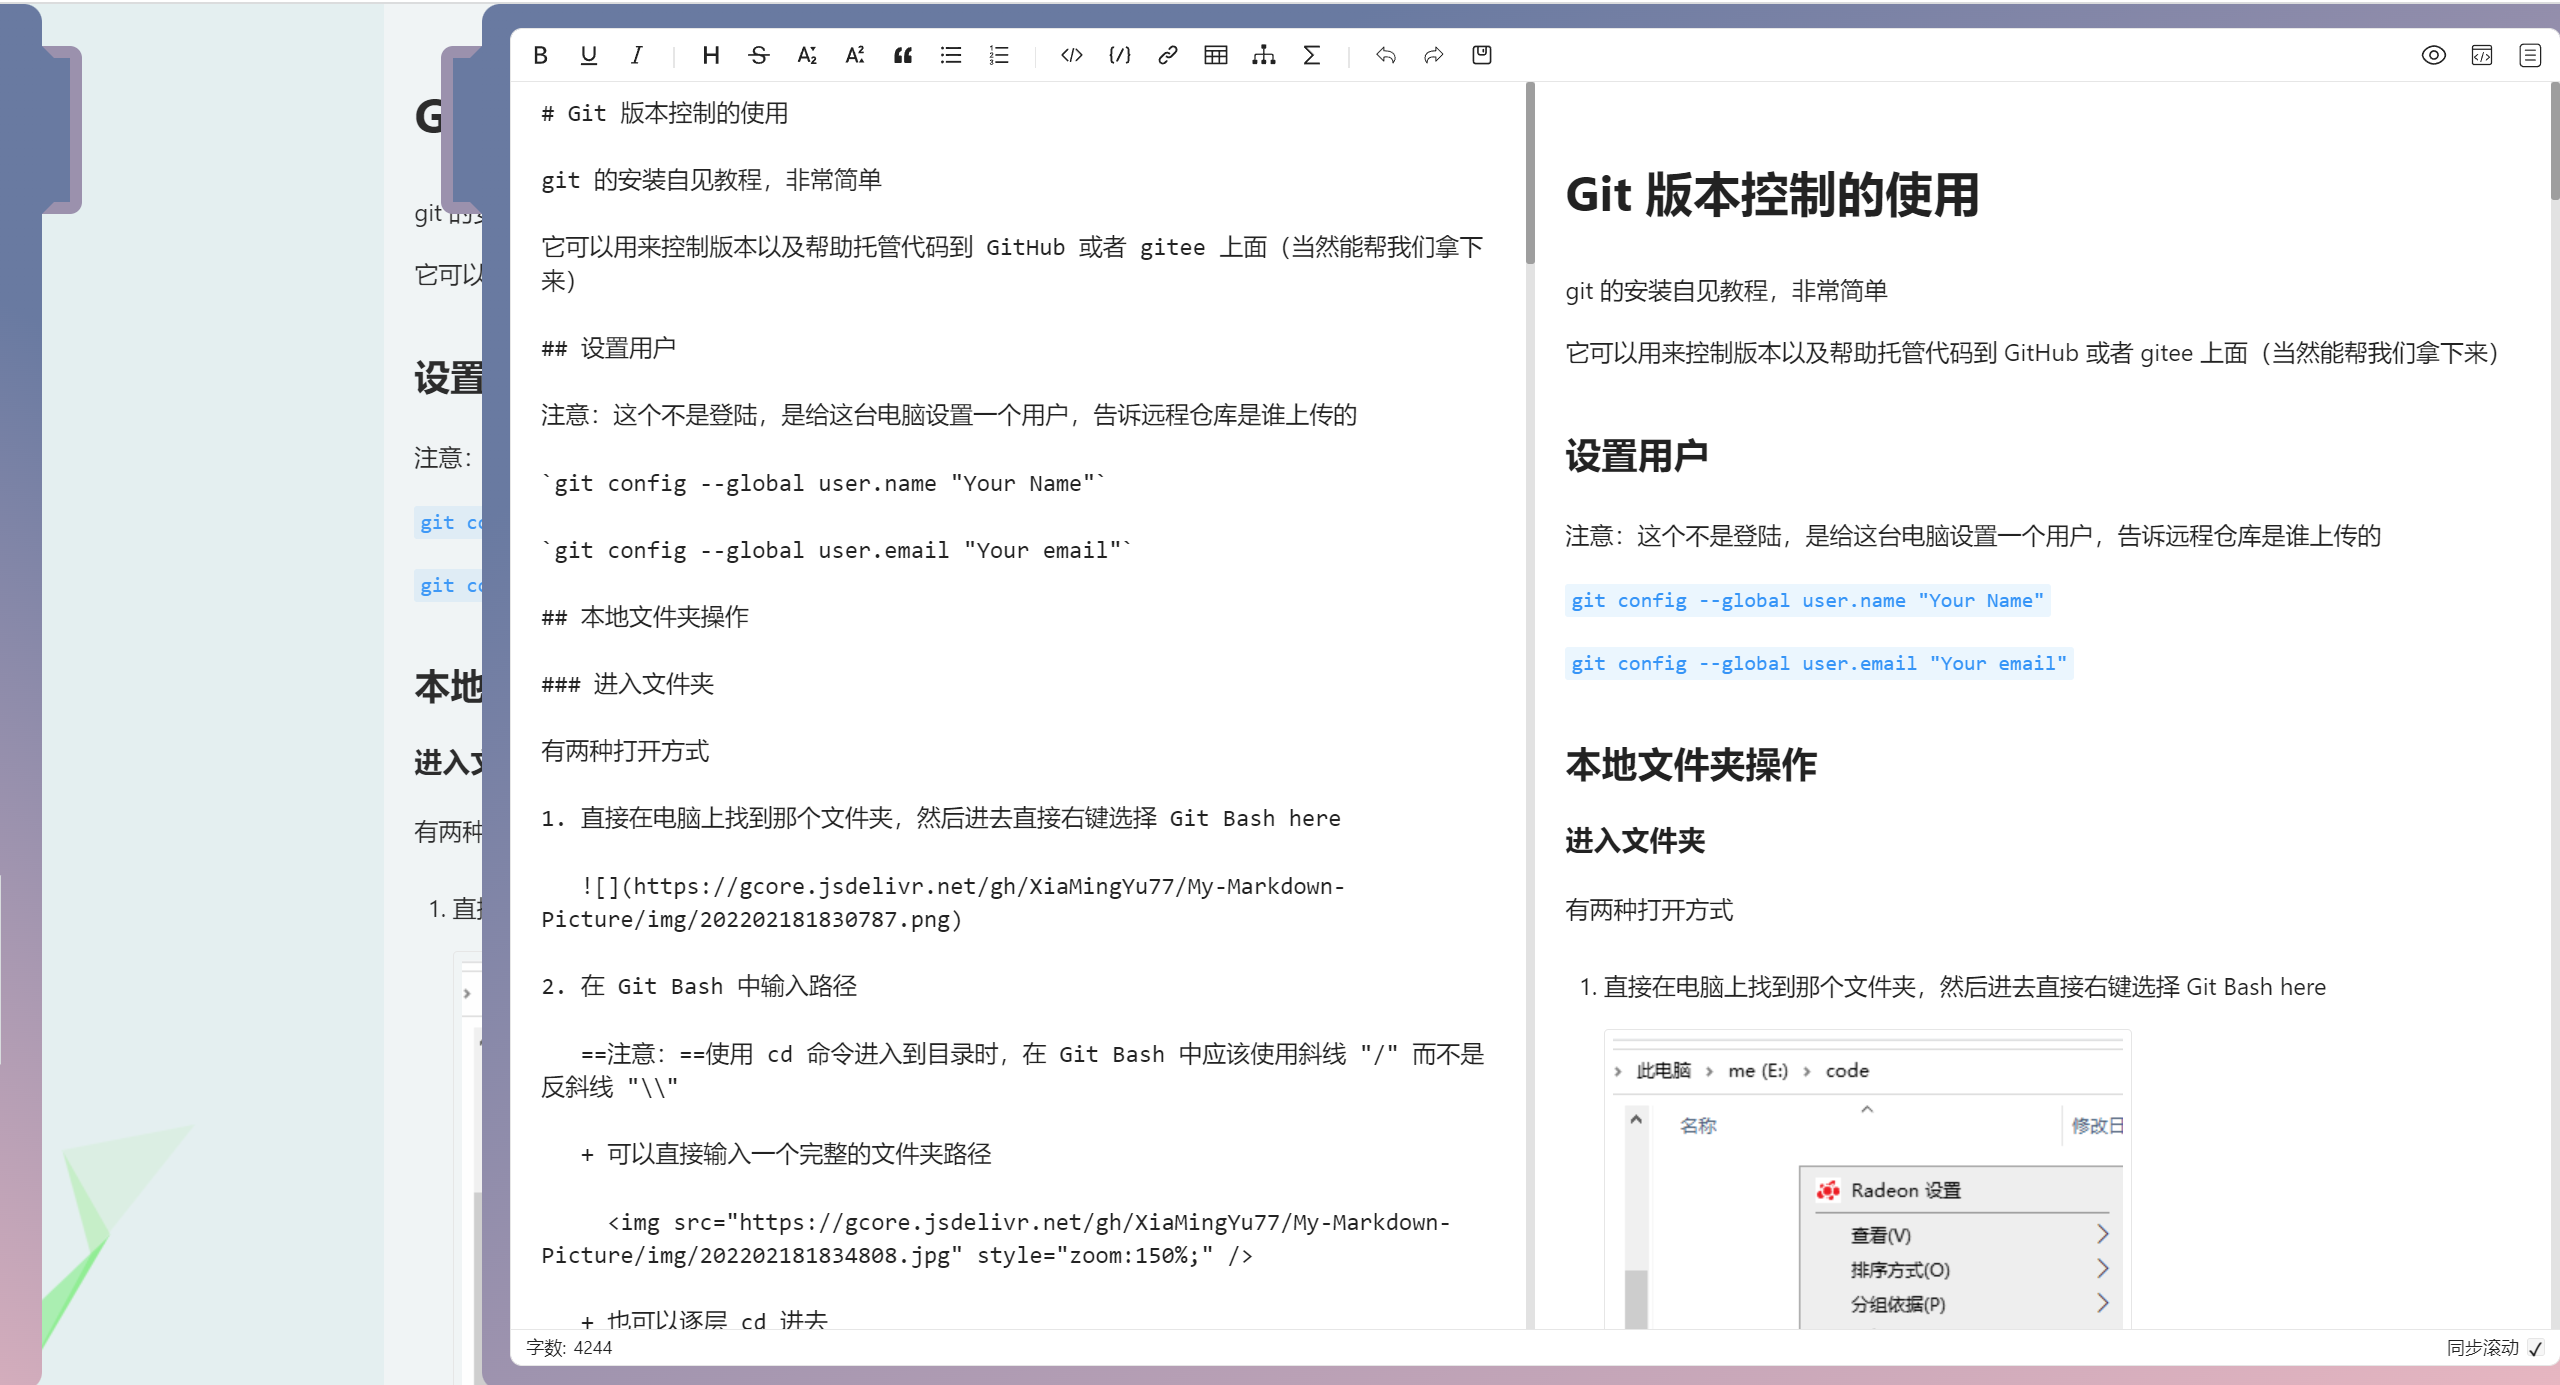 G
git 的
它可以
设置
注意：
git co
git co
本地
进入文
有两种
1. 直接
# Git 版本控制的使用
git 的安装自见教程，非常简单
它可以用来控制版本以及帮助托管代码到 GitHub 或者 gitee 上面（当然能帮我们拿下
来）
## 设置用户
注意：这个不是登陆，是给这台电脑设置一个用户，告诉远程仓库是谁上传的
`git config --global user.name "Your Name"`
`git config --global user.email "Your email"`
## 本地文件夹操作
### 进入文件夹
有两种打开方式
1. 直接在电脑上找到那个文件夹，然后进去直接右键选择 Git Bash here
![](https://gcore.jsdelivr.net/gh/XiaMingYu77/My-Markdown-
Picture/img/202202181830787.png)
2. 在 Git Bash 中输入路径
==注意：==使用 cd 命令进入到目录时，在 Git Bash 中应该使用斜线 "/" 而不是
反斜线 "\\"
+ 可以直接输入一个完整的文件夹路径
<img src="https://gcore.jsdelivr.net/gh/XiaMingYu77/My-Markdown-
Picture/img/202202181834808.jpg" style="zoom:150%;" />
+ 也可以逐层 cd 进去
字数: 4244
Git 版本控制的使用
git 的安装自见教程，非常简单
它可以用来控制版本以及帮助托管代码到 GitHub 或者 gitee 上面（当然能帮我们拿下来）
设置用户
注意：这个不是登陆，是给这台电脑设置一个用户，告诉远程仓库是谁上传的
git config --global user.name "Your Name"
git config --global user.email "Your email"
本地文件夹操作
进入文件夹
有两种打开方式
1. 直接在电脑上找到那个文件夹，然后进去直接右键选择 Git Bash here
› 此电脑 › me (E:) › code
名称
修改日
Radeon 设置
查看(V)
排序方式(O)
分组依据(P)
同步滚动